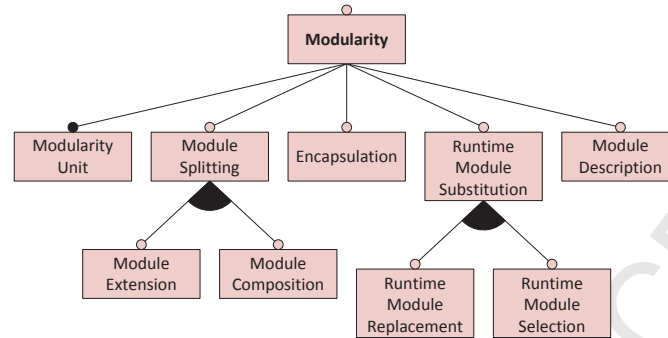 Modularity
Modularity
Unit
Module
Splitting
Encapsulation
Runtime
Module
Substitution
Module
Description
Module
Extension
Module
Composition
Runtime
Module
Replacement
Runtime
Module
Selection